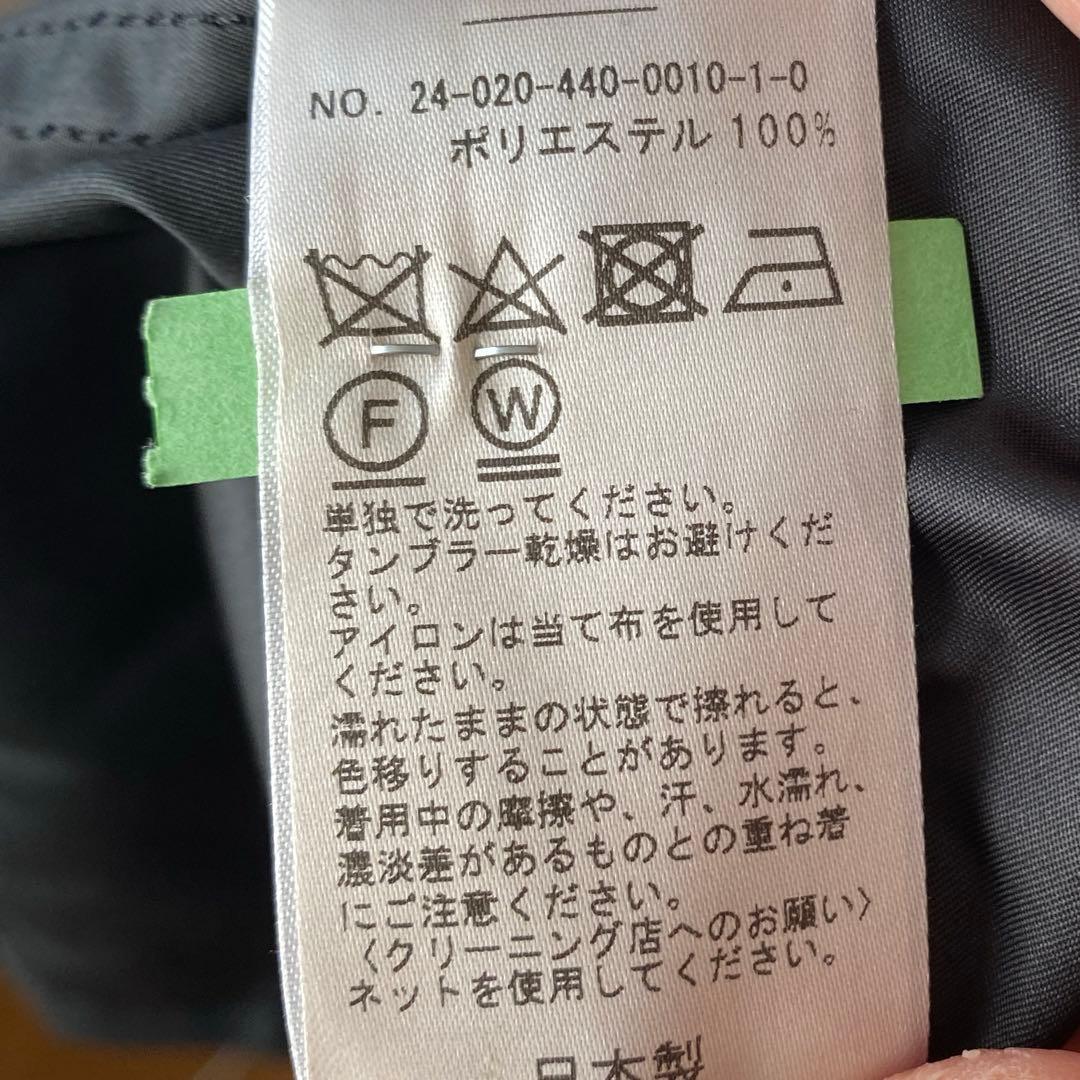 NO. 24-020-440-0010-1-0
ポリエステル 100%
F
W
単独で洗ってください。
タンブラー乾燥はお避けくだ
さい。
アイロンは当て布を使用して
ください。
濡れたままの状態で擦れると、
色移りすることがあります。
着用中の摩擦や、汗、水濡れ、
濃淡差があるものとの重ね着
にご注意ください。
〈クリーニング店へのお願い〉
ネットを使用してください。
日本製